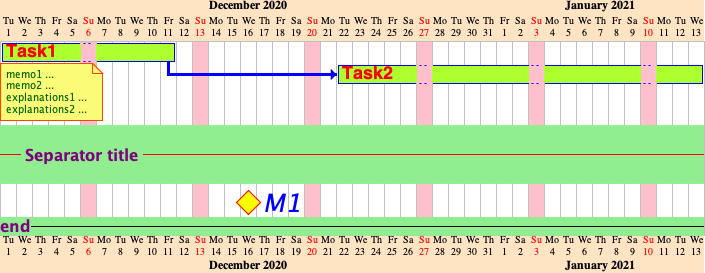 December 2020 January 2021
Tu We Th Fr Sa Su Mo Tu We Th Fr Sa Su Mo Tu We Th Fr Sa Su Mo Tu We Th Fr Sa Su Mo Tu We Th Fr Sa Su Mo Tu We Th Fr Sa Su Mo Tu We
1 2 3 4 5 6 7 8 9 10 11 12 13 14 15 16 17 18 19 20 21 22 23 24 25 26 27 28 29 30 31 1 2 3 4 5 6 7 8 9 10 11 12 13
Task1
memo1 ...
memo2 ...
explanations1 ...
explanations2 ...
Task2
Separator title
M1
end
Tu We Th Fr Sa Su Mo Tu We Th Fr Sa Su Mo Tu We Th Fr Sa Su Mo Tu We Th Fr Sa Su Mo Tu We Th Fr Sa Su Mo Tu We Th Fr Sa Su Mo Tu We
1 2 3 4 5 6 7 8 9 10 11 12 13 14 15 16 17 18 19 20 21 22 23 24 25 26 27 28 29 30 31 1 2 3 4 5 6 7 8 9 10 11 12 13
December 2020 January 2021